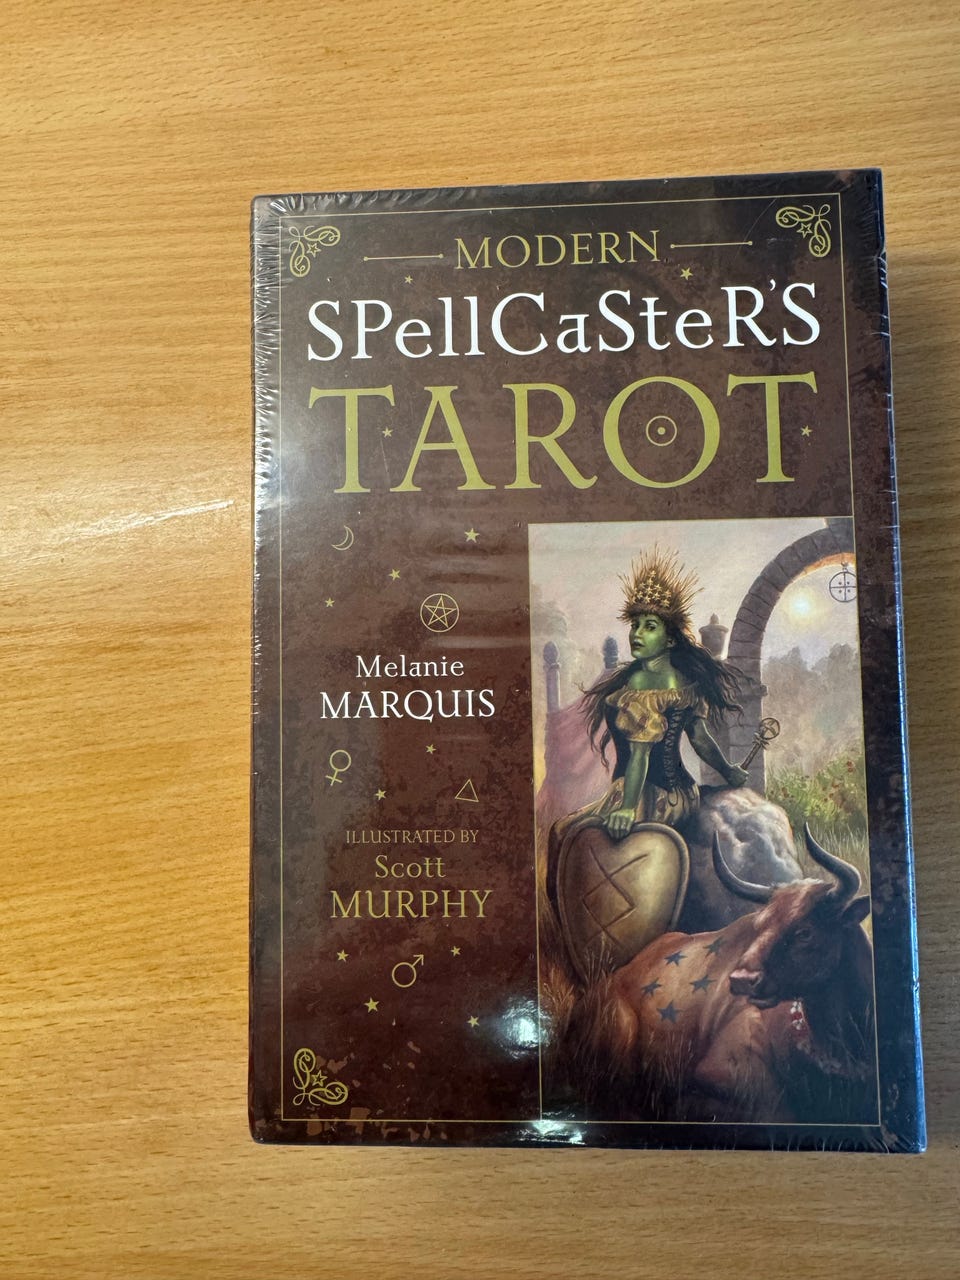 MODERN
SPellCaSteR'S
TAROT
Melanie
MARQUIS
ILLUSTRATED BY
Scott
MURPHY